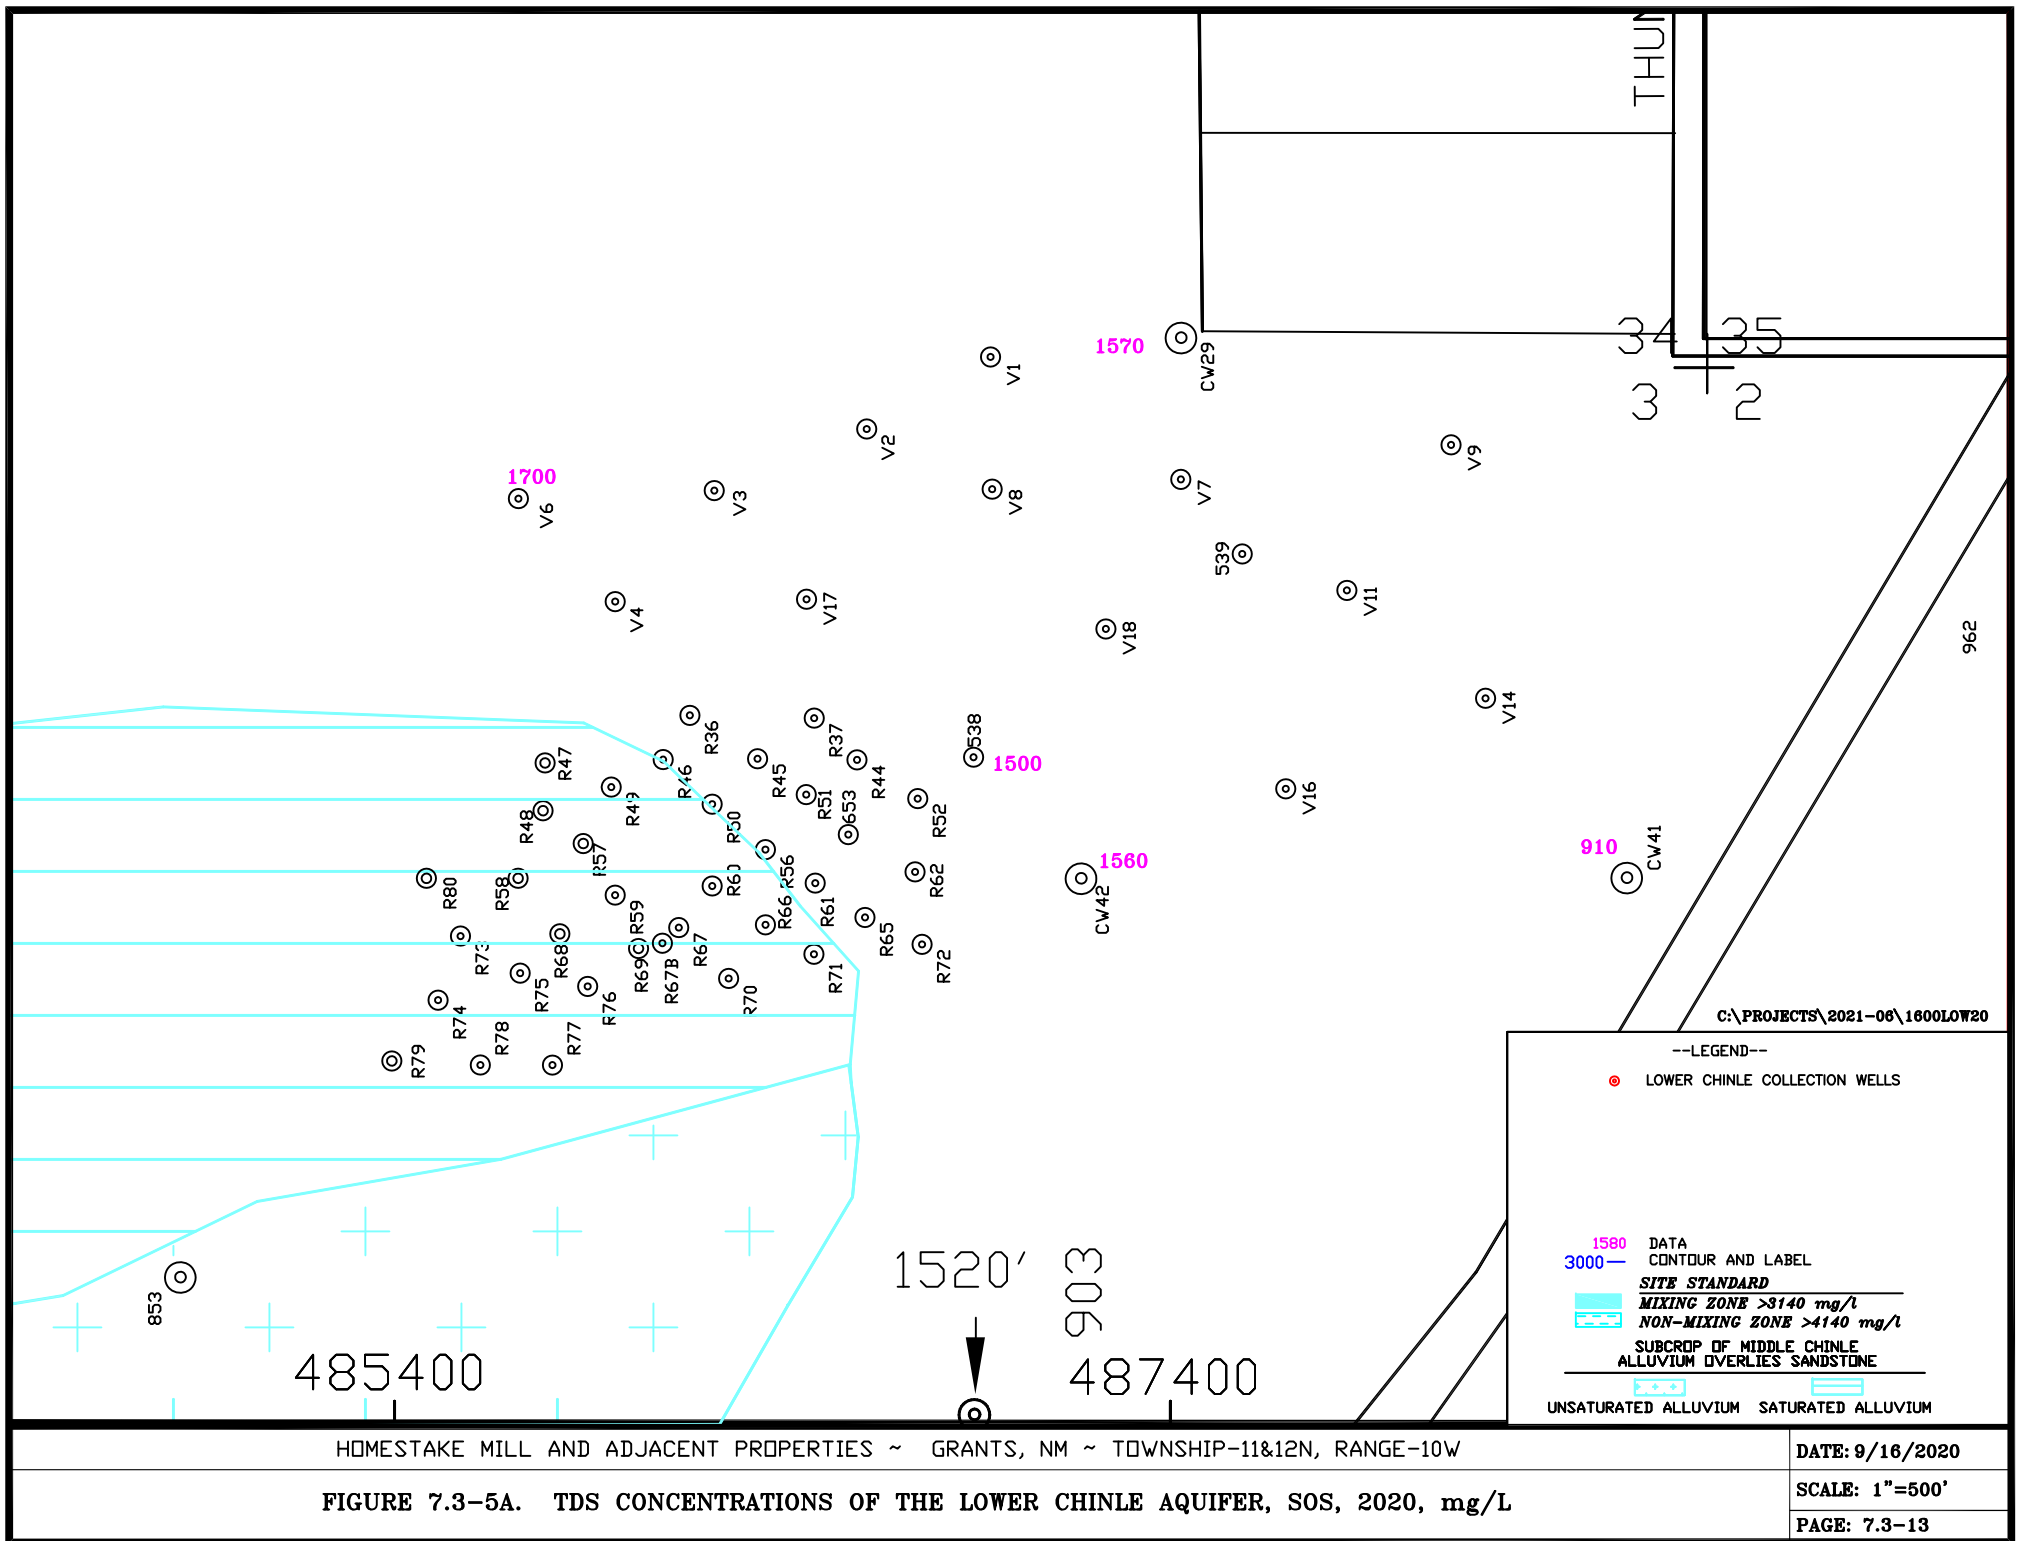 THUN
34 35
3 2
1570
CW29
V1
V2
V9
1700
V6
V3
V8
V7
539
V4
V17
V11
V18
962
V14
R36
R37
538
1500
R47
R46
R45
R44
R49
R51
653
R52
V16
R48
R50
R57
R56
910
CW41
1560
CW42
R80
R58
R60
R61
R62
R59
R66
R65
R73
R68
R69
R67B
R67
R71
R72
R75
R76
R70
R74
R78
R77
R79
853
1520'
903
485400
487400
C:\PROJECTS\2021-06\1600LOW20
--LEGEND--
LOWER CHINLE COLLECTION WELLS
1580 DATA
3000— CONTOUR AND LABEL
SITE STANDARD
MIXING ZONE >3140 mg/l
NON-MIXING ZONE >4140 mg/l
SUBCROP OF MIDDLE CHINLE
ALLUVIUM OVERLIES SANDSTONE
UNSATURATED ALLUVIUM SATURATED ALLUVIUM
HOMESTAKE MILL AND ADJACENT PROPERTIES ~ GRANTS, NM ~ TOWNSHIP-11&12N, RANGE-10W
DATE: 9/16/2020
FIGURE 7.3-5A. TDS CONCENTRATIONS OF THE LOWER CHINLE AQUIFER, SOS, 2020, mg/L
SCALE: 1"=500'
PAGE: 7.3-13